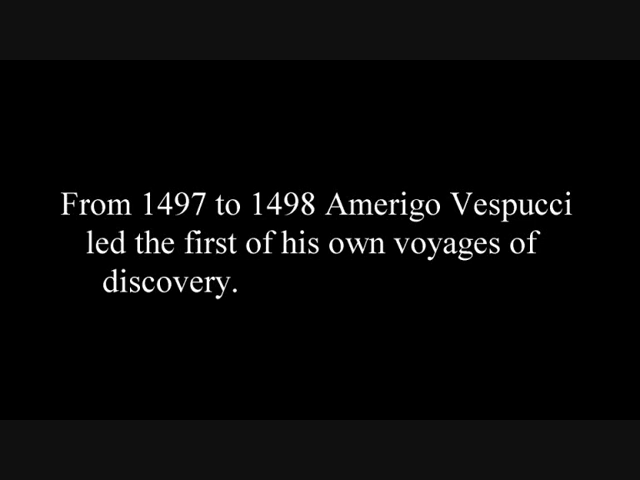 From 1497 to 1498 Amerigo Vespucci
led the first of his own voyages of
discovery.